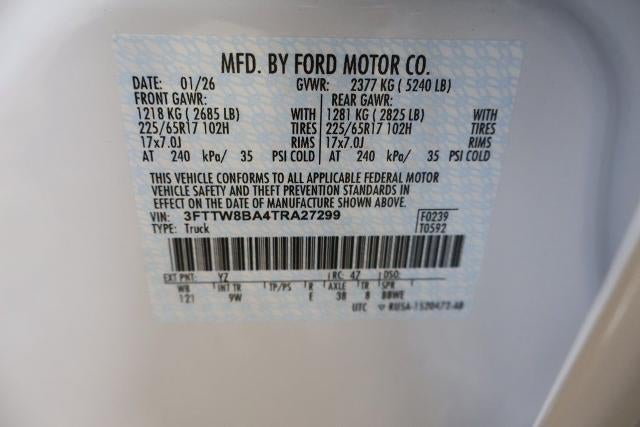 MFD. BY FORD MOTOR CO.
DATE: 01/26 GVWR: 2377 KG ( 5240 LB)
FRONT GAWR: REAR GAWR:
1218 KG ( 2685 LB) WITH 1281 KG ( 2825 LB) WITH
225/65R17 102H TIRES 225/65R17 102H TIRES
17x7.0J RIMS 17x7.0J RIMS
AT 240 kPa/ 35 PSI COLD AT 240 kPa/ 35 PSI COLD
THIS VEHICLE CONFORMS TO ALL APPLICABLE FEDERAL MOTOR
VEHICLE SAFETY AND THEFT PREVENTION STANDARDS IN
EFFECT ON THE DATE OF MANUFACTURE SHOWN ABOVE.
VIN: 3FTTW8BA4TRA27299 F0239
TYPE: Truck T0592
EXT PNT: YZ RC: 47 DSO:
WB INT TR TP/PS R AXLE TR SPR
121 9W E 38 8 BBWE
UTC ▽ RUSA-1520472-AB